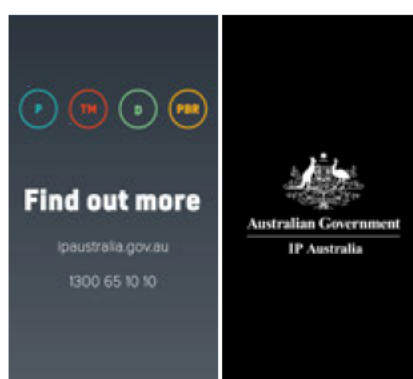 P TM D PBR
Find out more
ipaustralia.gov.au
1300 65 10 10
Australian Government
IP Australia